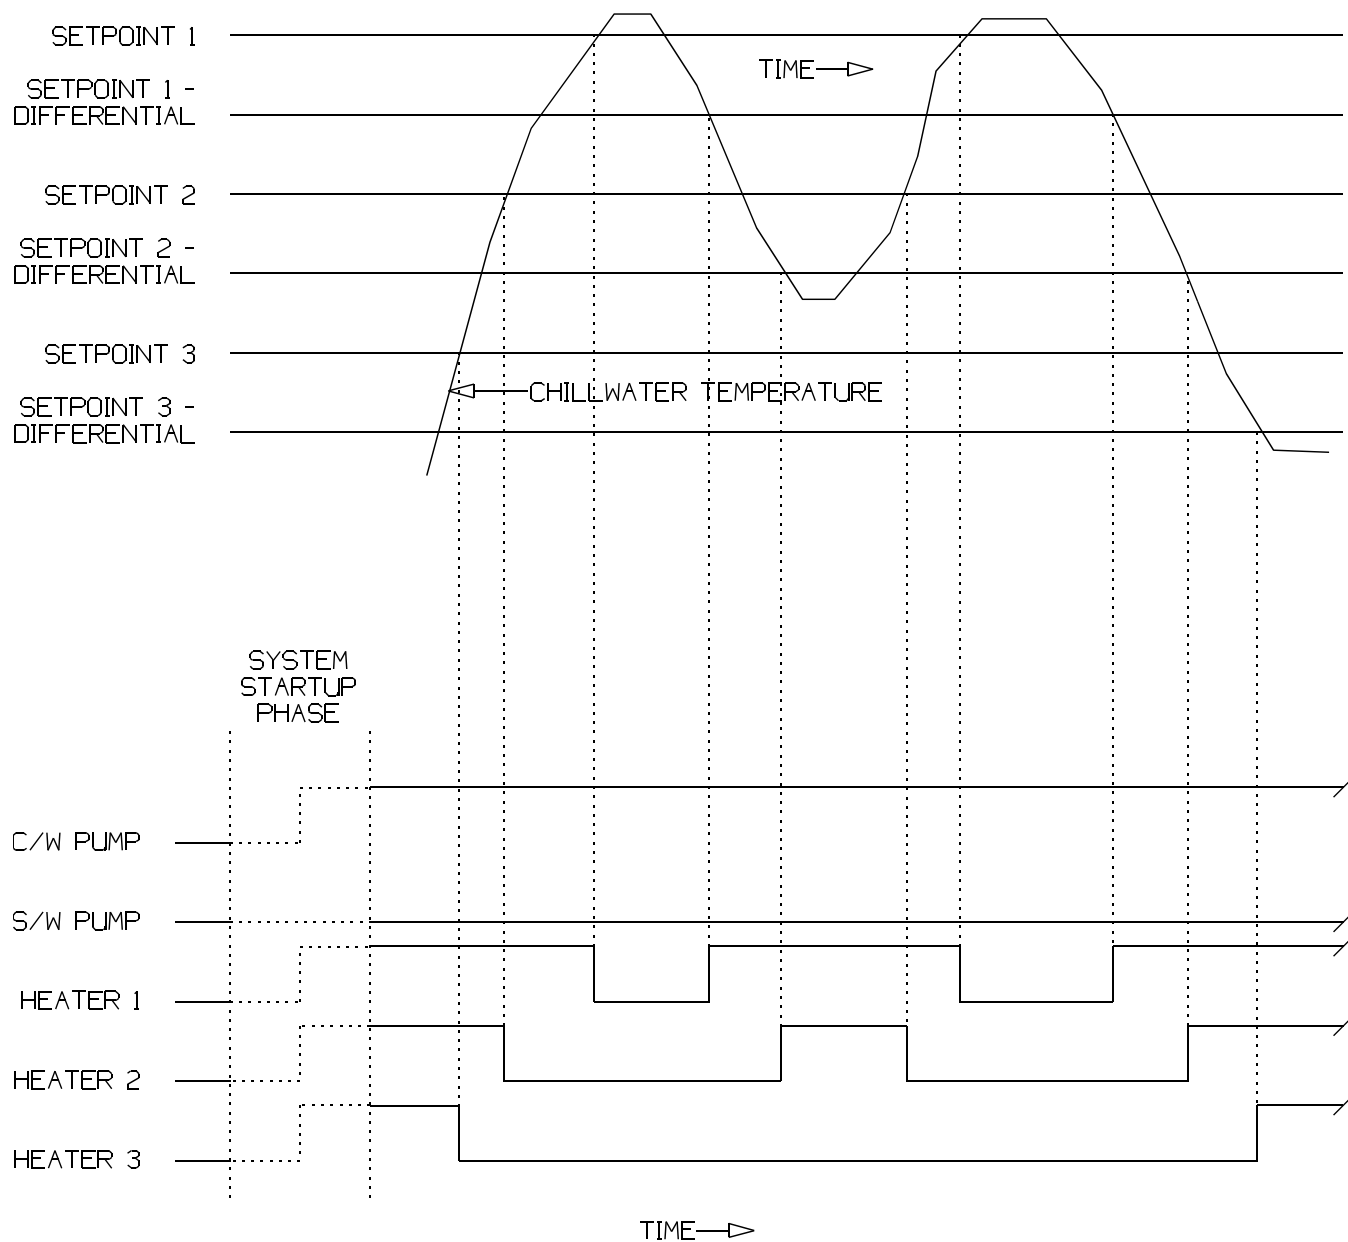 SETPOINT 1
TIME
SETPOINT 1 -
DIFFERENTIAL
SETPOINT 2
SETPOINT 2 -
DIFFERENTIAL
SETPOINT 3
CHILLWATER TEMPERATURE
SETPOINT 3 -
DIFFERENTIAL
SYSTEM
STARTUP
PHASE
C/W PUMP
S/W PUMP
HEATER 1
HEATER 2
HEATER 3
TIME